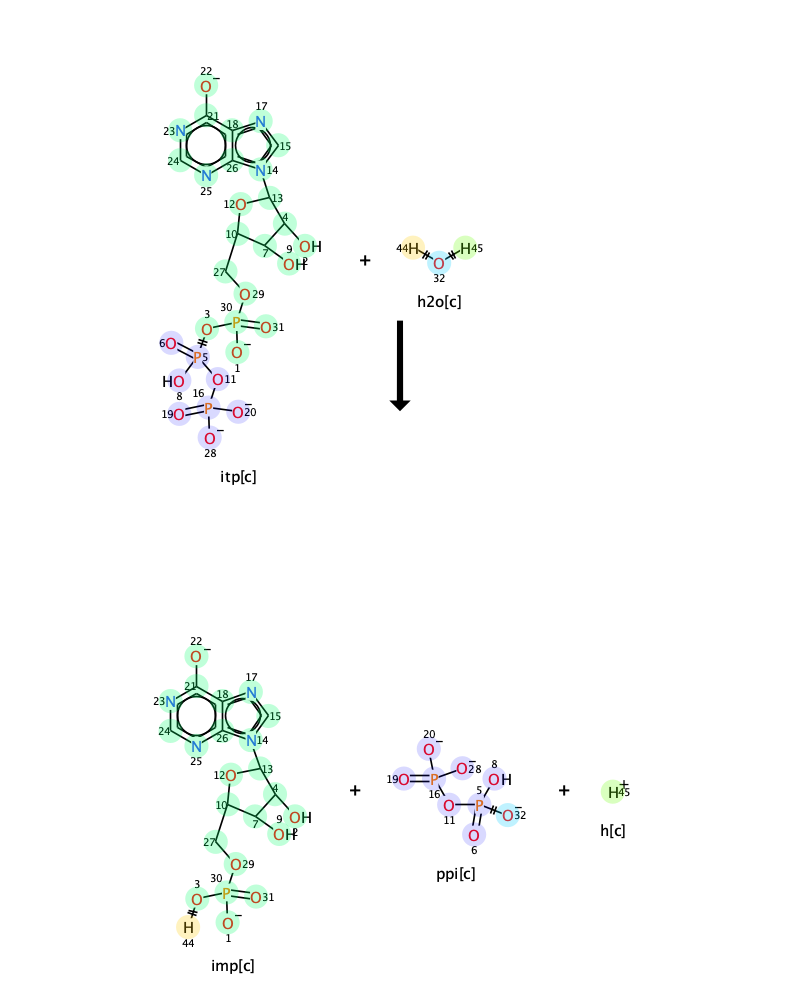 22
O−
21
17
23 N
18
N
15
24
N
26
N 14
25
12 O
13
4
10
9
OH
7
OH
2
27
O 29
30
3
O
P
O 31
6 O
P 5
O−
1
HO
O 11
8
16
19 O
P
O− 20
O−
28
itp[c]
+
44 H
H 45
O
32
h2o[c]
22
O−
21
17
23 N
18
N
15
24
N
26
N 14
25
12 O
13
4
10
9
OH
7
OH
2
27
O 29
30
3
O
P
O 31
H
44
O−
1
imp[c]
+
20
O−
19 O
P
O− 28
16
O
11
8
OH
5
P
O− 32
O
6
ppi[c]
+
H+ 45
h[c]